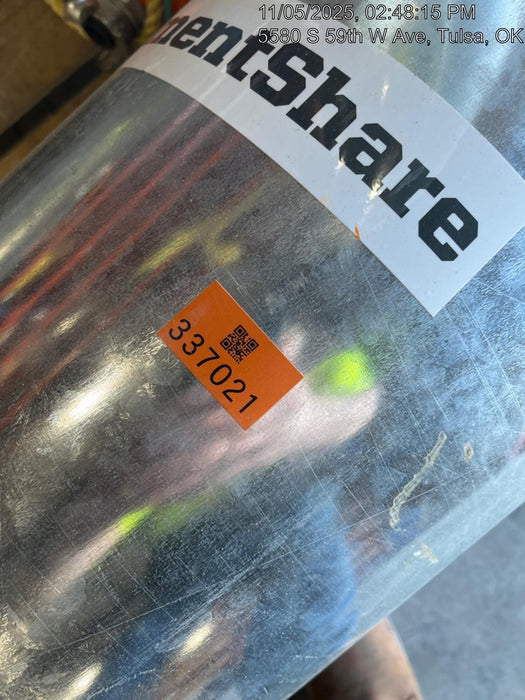 11/05/2025, 02:48:15 PM
5580 S 59th W Ave, Tulsa, OK
mentShare
337021